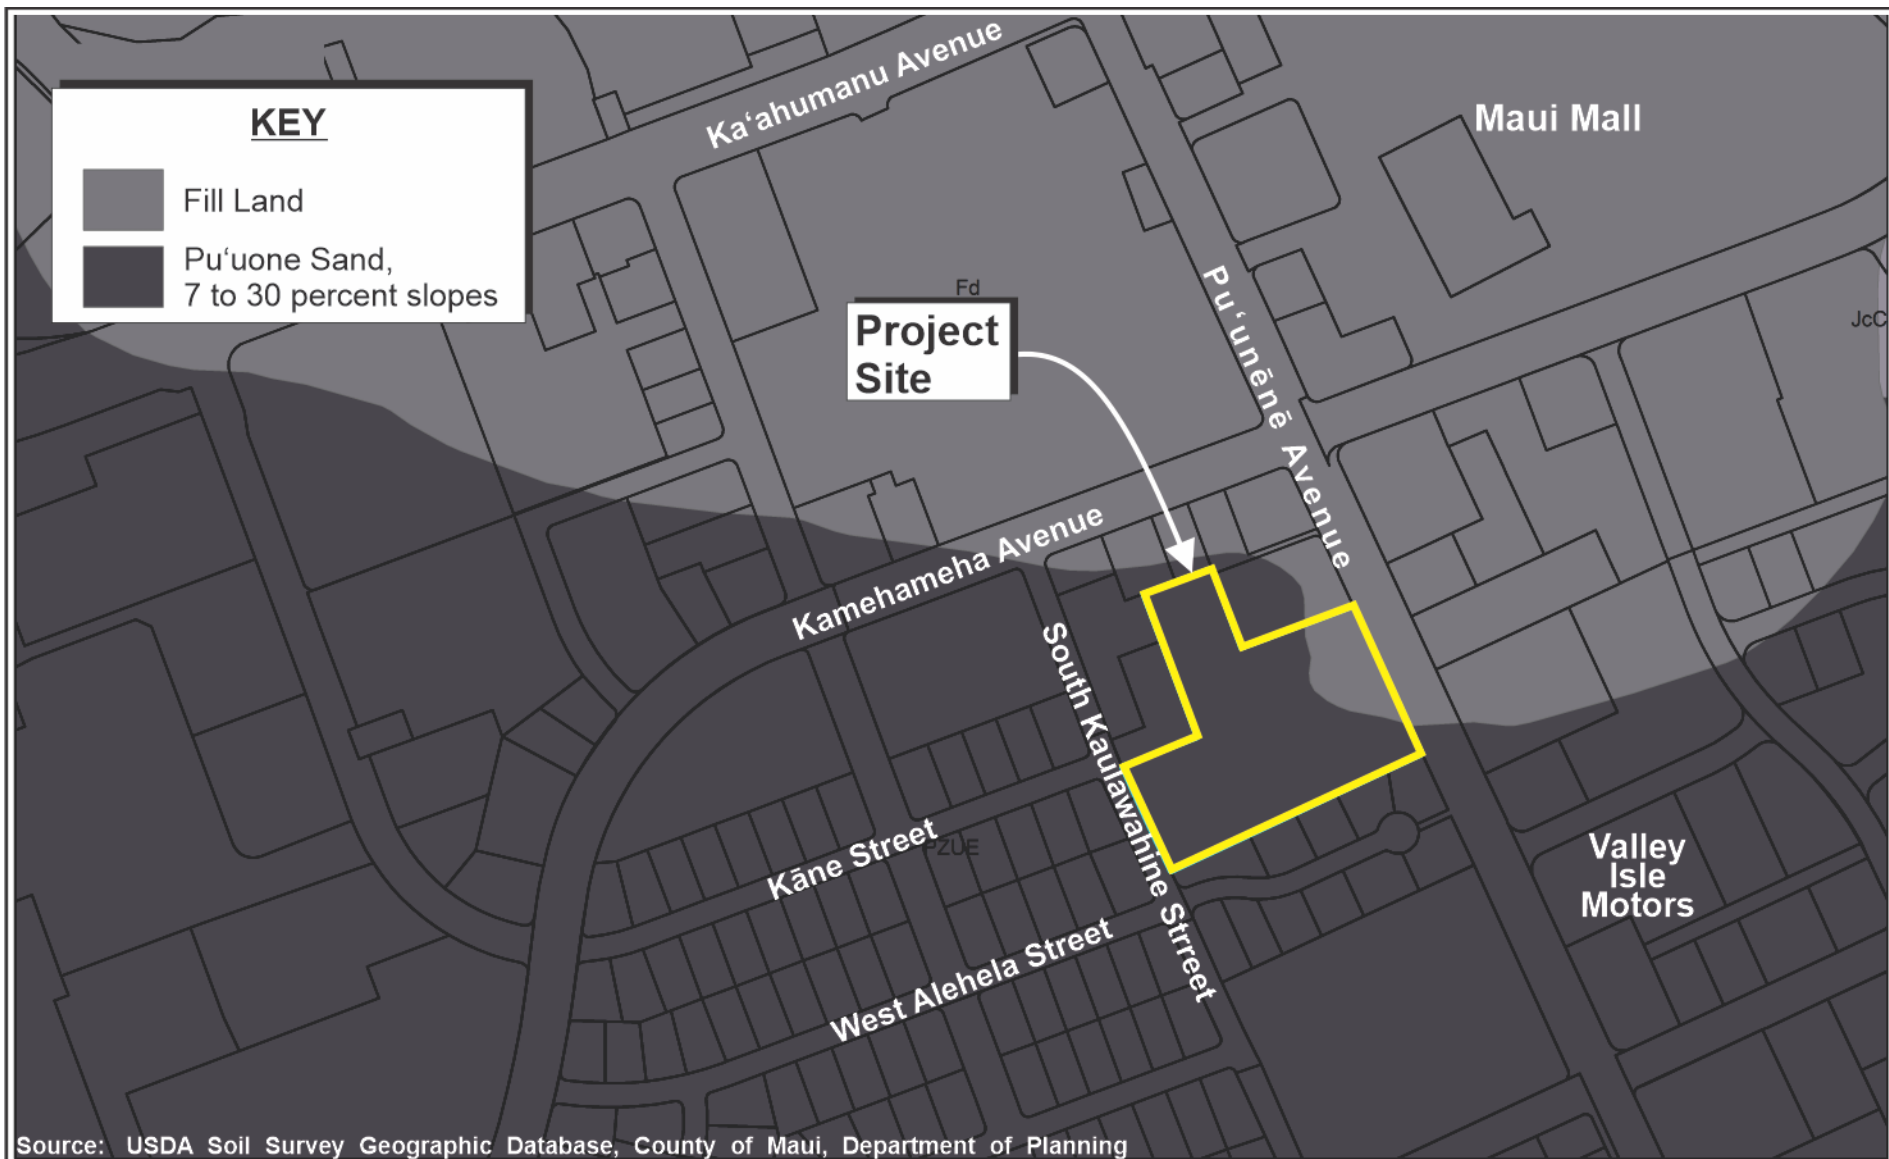 Ka‘ahumanu Avenue
KEY
Maui Mall
Fill Land
Pu‘uone Sand,
7 to 30 percent slopes
Fd
Project
Site
Pu‘unēnē Avenue
JcC
Kamehameha Avenue
South Kaulawahine Strreet
Kāne Street
PZUE
Valley
Isle
Motors
West Alehela Street
Source: USDA Soil Survey Geographic Database, County of Maui, Department of Planning